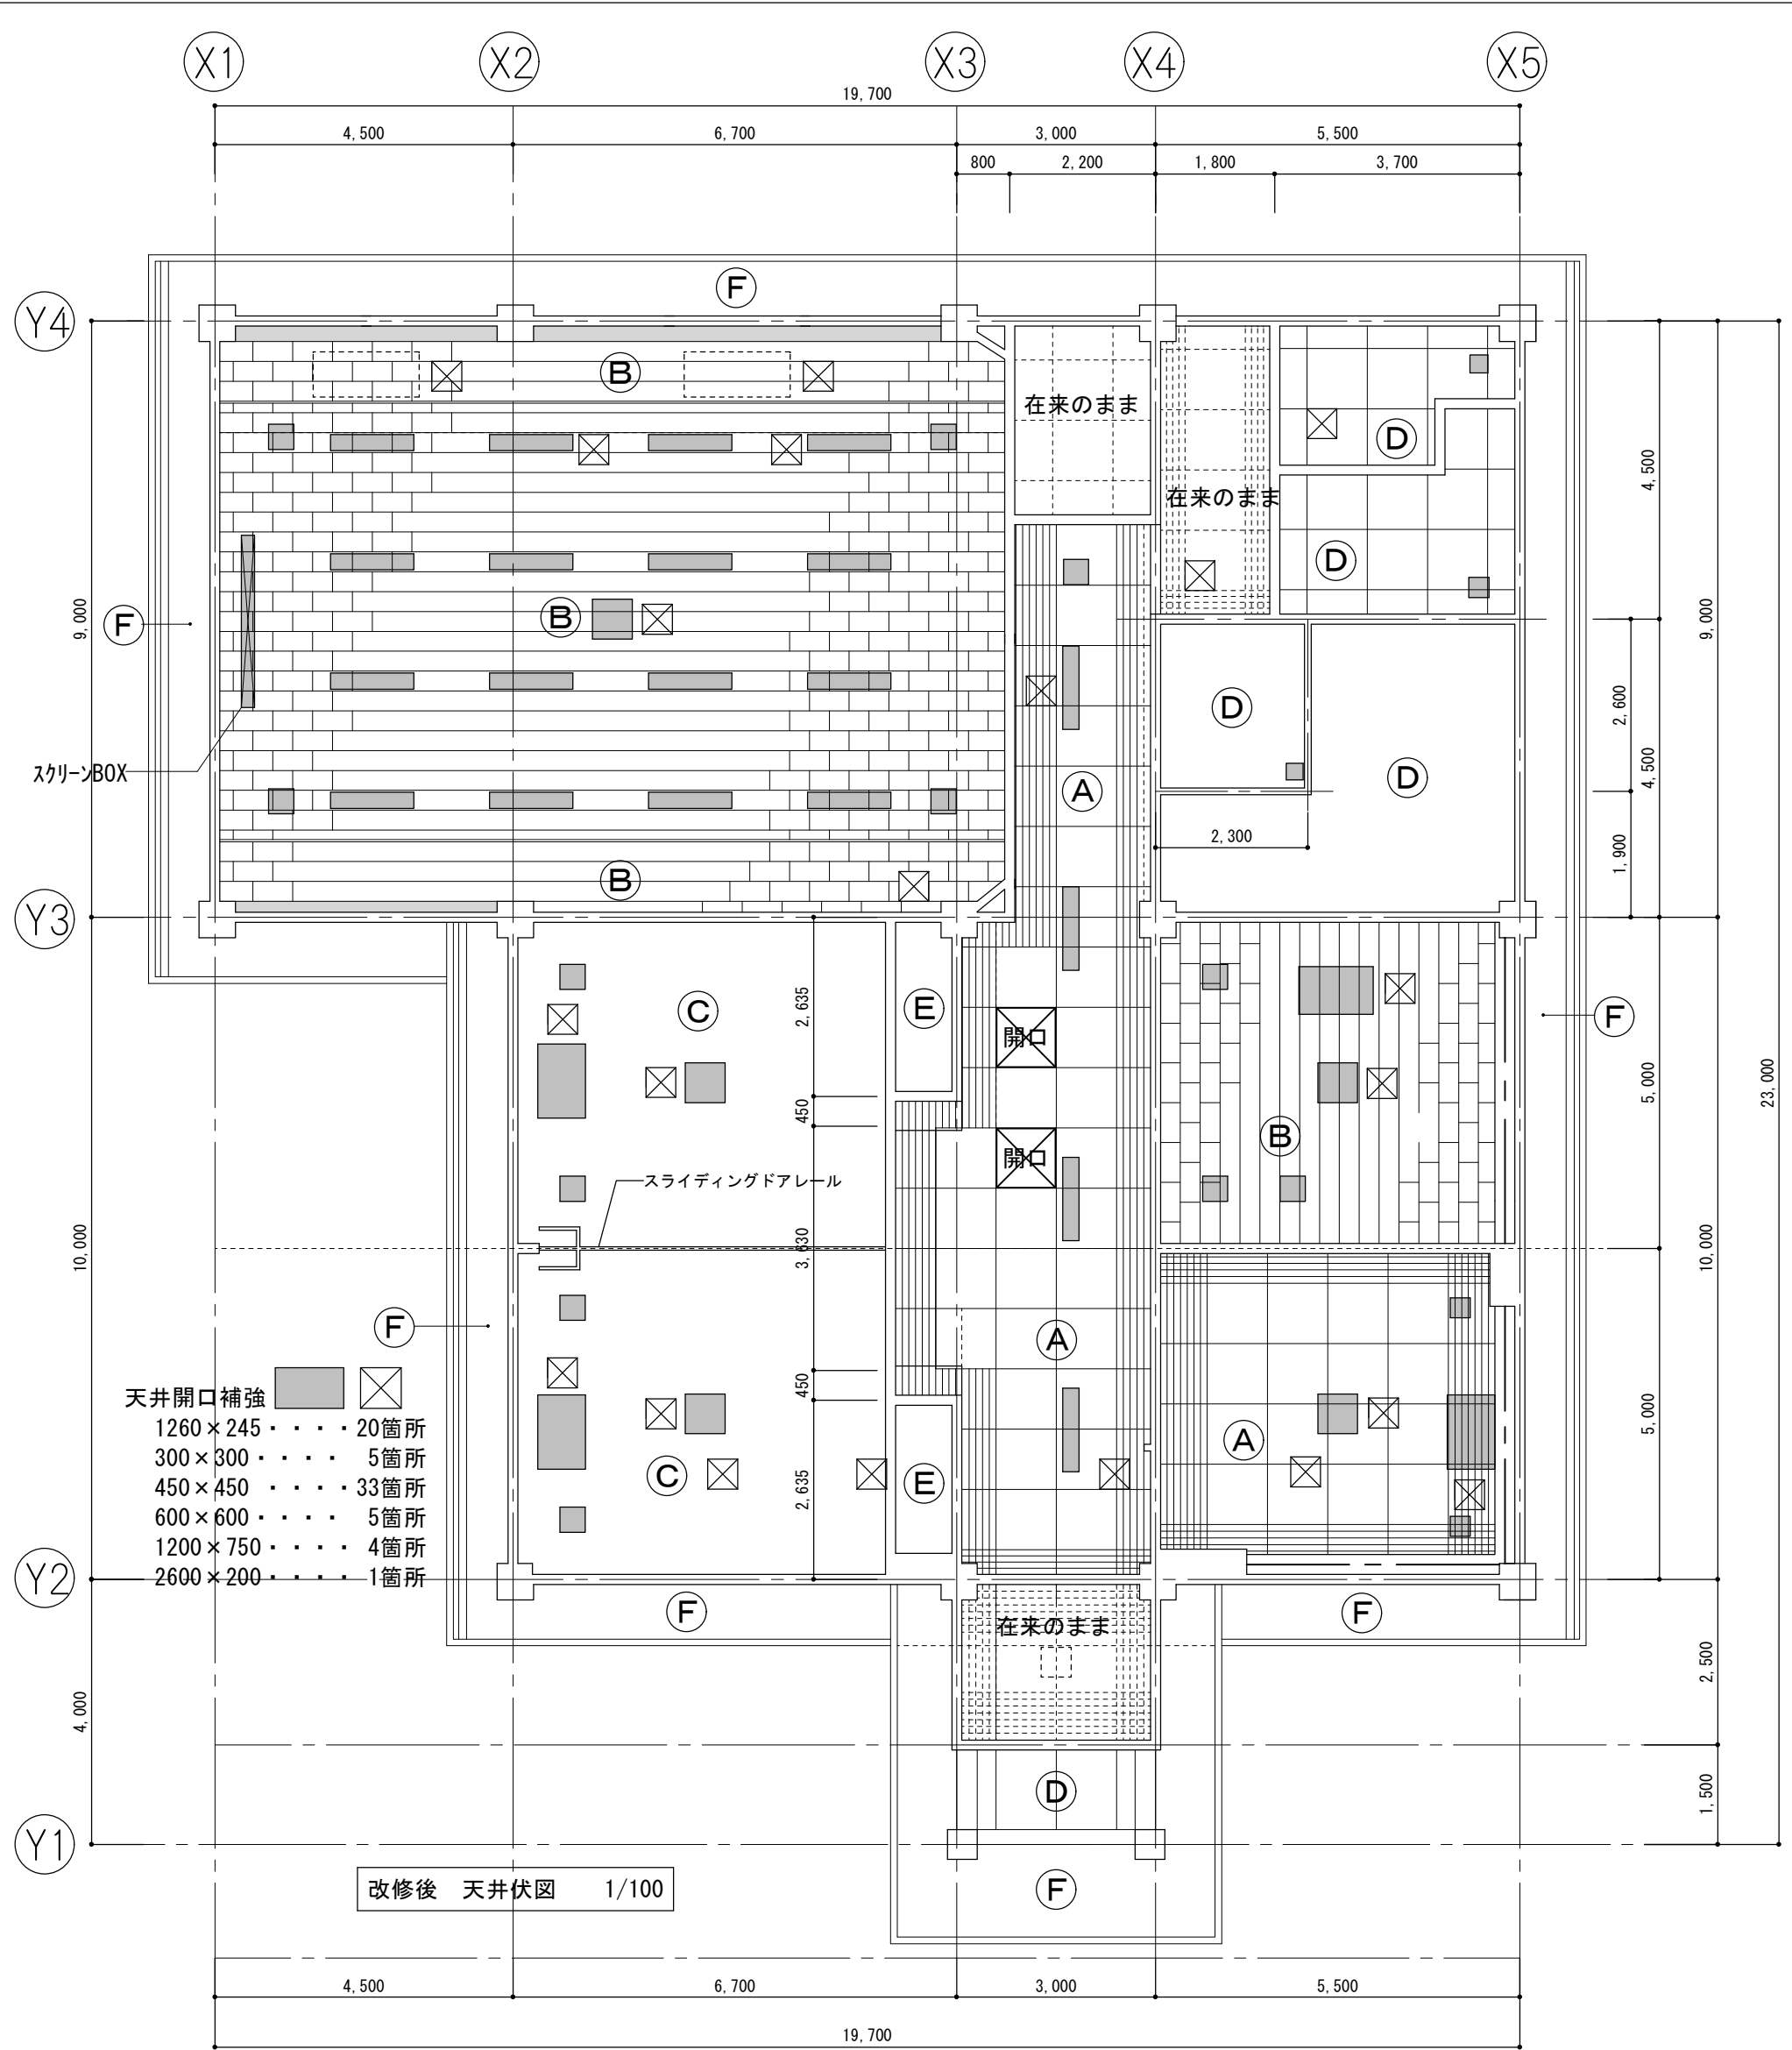 X1 X2 X3 X4 X5
19,700
4,500 6,700 3,000 5,500
800 2,200 1,800 3,700
F
Y4
B
在来のまま
D
4,500
在来のまま
D
9,000
F
B
9,000
D
2,600
スクリーンBOX
A
D
4,500
2,300
1,900
B
Y3
C
2,635
E
開口
F
5,000
23,000
450
B
開口
スライディングドアレール
10,000
3,630
10,000
F
A
天井開口補強
1260×245・・・・20箇所
300×300・・・・ 5箇所
450×450・・・・33箇所
600×600・・・・ 5箇所
1200×750・・・・ 4箇所
2600×200・・・・ 1箇所
450
5,000
A
C
2,635
E
Y2
F
在来のまま
F
2,500
4,000
D
1,500
Y1
F
改修後 天井伏図 1/100
4,500 6,700 3,000 5,500
19,700